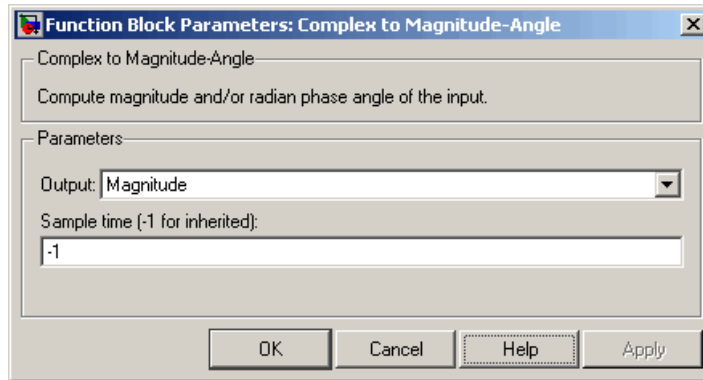 Function Block Parameters: Complex to Magnitude-Angle
Complex to Magnitude-Angle
Compute magnitude and/or radian phase angle of the input.
Parameters
Output: Magnitude
Sample time (-1 for inherited):
-1
OK Cancel Help Apply